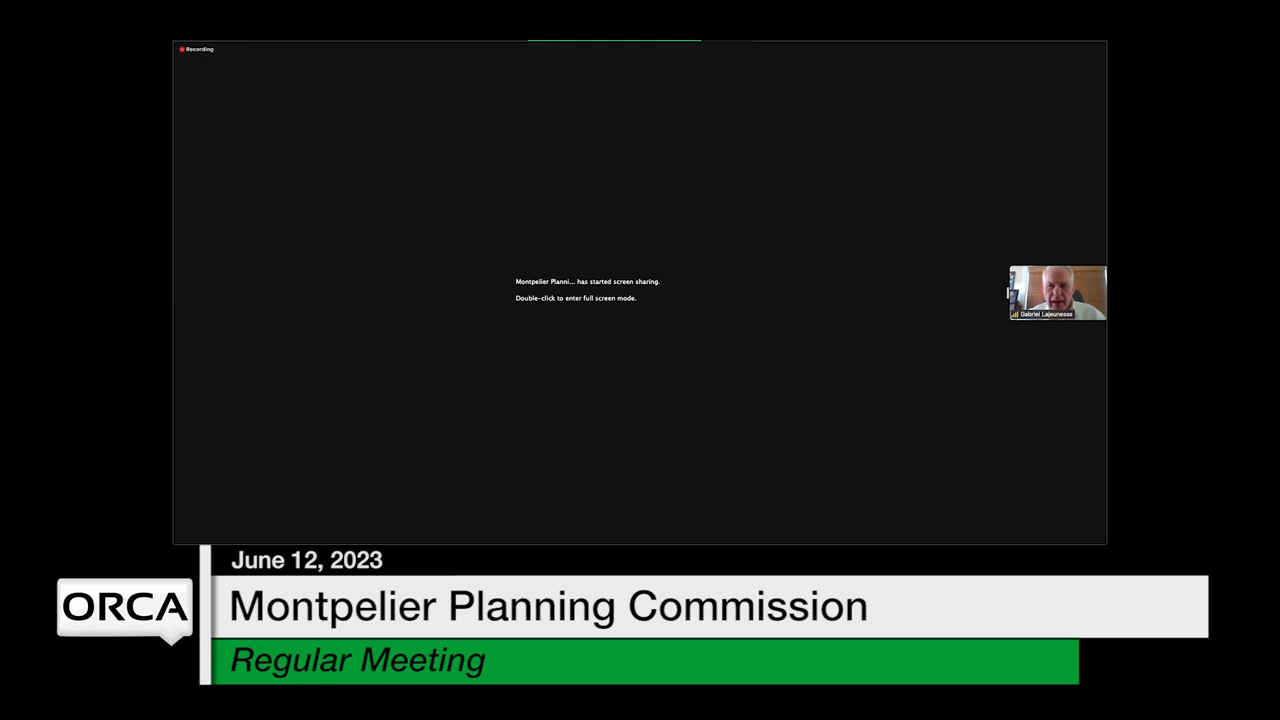 Recording
Montpelier Planni... has started screen sharing.
Double-click to enter full screen mode.
Gabriel Lajeunesse
June 12, 2023
ORCA
Montpelier Planning Commission
Regular Meeting